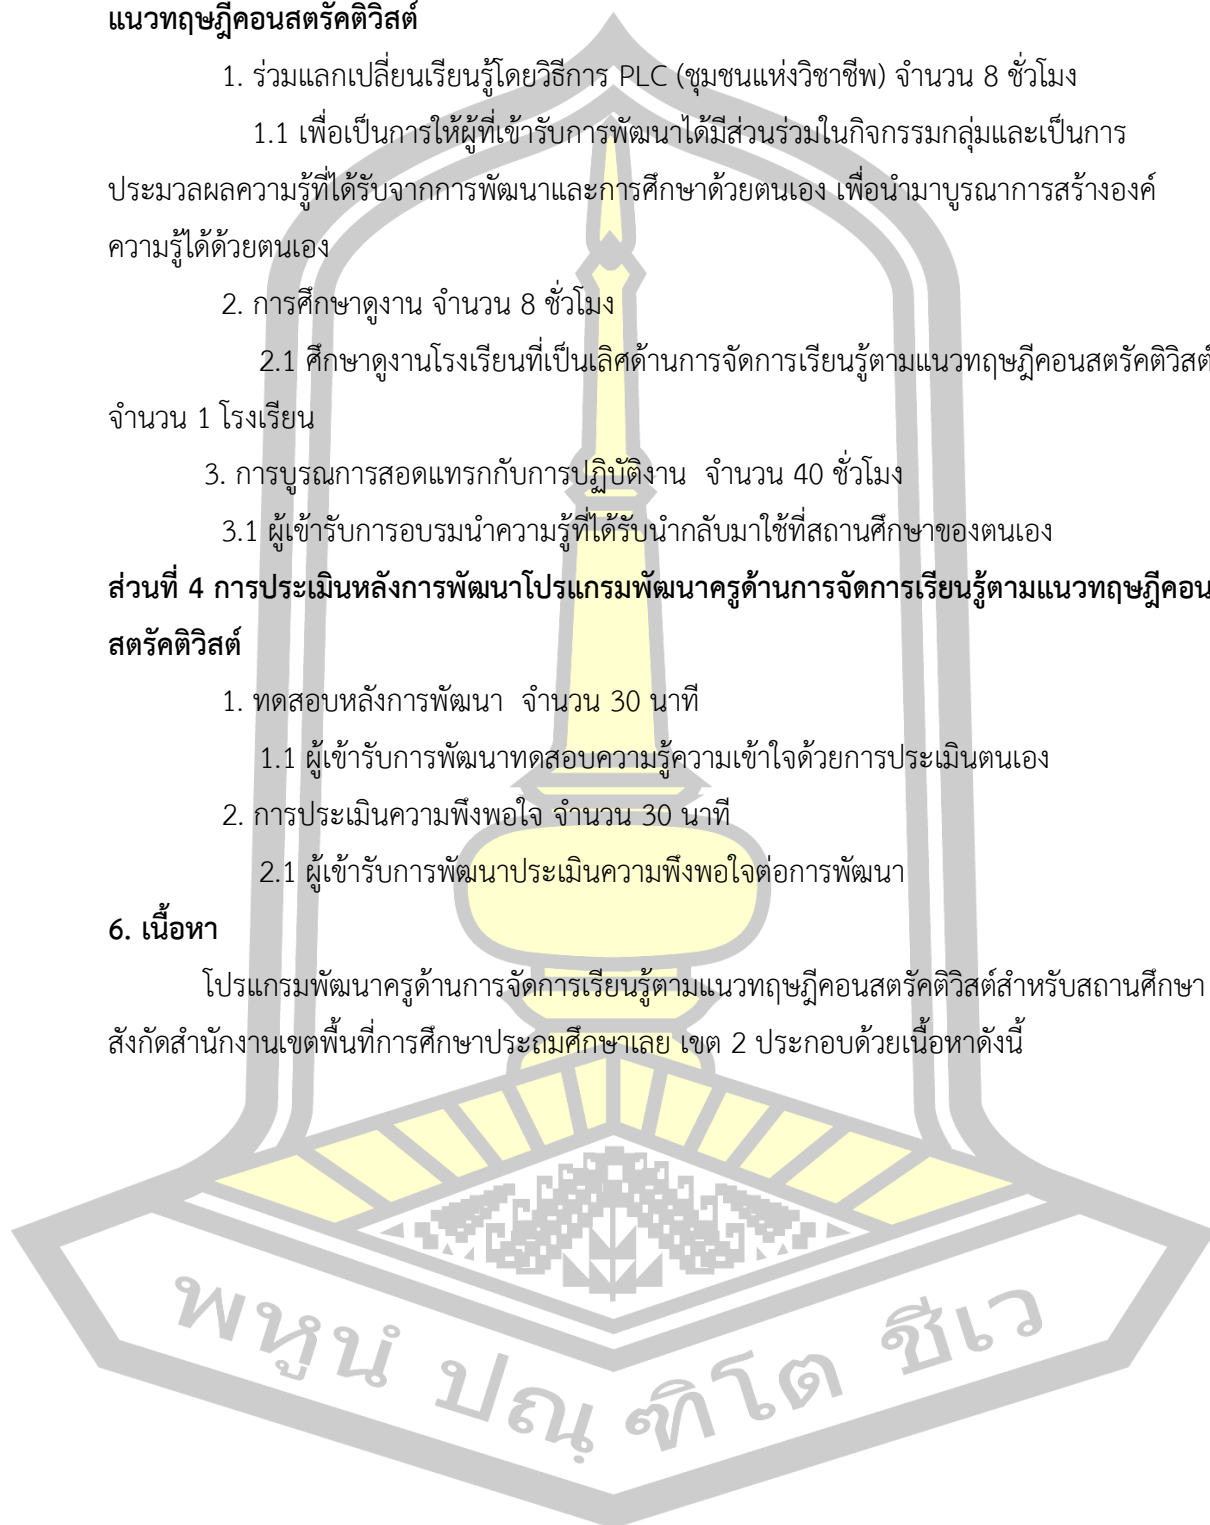 แนวทฤษฎีคอนสตรัคติวิสต์
1. ร่วมแลกเปลี่ยนเรียนรู้โดยวิธีการ PLC (ชุมชนแห่งวิชาชีพ) จำนวน 8 ชั่วโมง
1.1 เพื่อเป็นการให้ผู้ที่เข้ารับการพัฒนาได้มีส่วนร่วมในกิจกรรมกลุ่มและเป็นการ
ประมวลผลความรู้ที่ได้รับจากการพัฒนาและการศึกษาด้วยตนเอง เพื่อนำมาบูรณาการสร้างองค์
ความรู้ได้ด้วยตนเอง
2. การศึกษาดูงาน จำนวน 8 ชั่วโมง
2.1 ศึกษาดูงานโรงเรียนที่เป็นเลิศด้านการจัดการเรียนรู้ตามแนวทฤษฎีคอนสตรัคติวิสต์
จำนวน 1 โรงเรียน
3. การบูรณการสอดแทรกกับการปฏิบัติงาน จำนวน 40 ชั่วโมง
3.1 ผู้เข้ารับการอบรมนำความรู้ที่ได้รับนำกลับมาใช้ที่สถานศึกษาของตนเอง
ส่วนที่ 4 การประเมินหลังการพัฒนาโปรแกรมพัฒนาครูด้านการจัดการเรียนรู้ตามแนวทฤษฎีคอน
สตรัคติวิสต์
1. ทดสอบหลังการพัฒนา จำนวน 30 นาที
1.1 ผู้เข้ารับการพัฒนาทดสอบความรู้ความเข้าใจด้วยการประเมินตนเอง
2. การประเมินความพึงพอใจ จำนวน 30 นาที
2.1 ผู้เข้ารับการพัฒนาประเมินความพึงพอใจต่อการพัฒนา
6. เนื้อหา
โปรแกรมพัฒนาครูด้านการจัดการเรียนรู้ตามแนวทฤษฎีคอนสตรัคติวิสต์สำหรับสถานศึกษา
สังกัดสำนักงานเขตพื้นที่การศึกษาประถมศึกษาเลย เขต 2 ประกอบด้วยเนื้อหาดังนี้
พหูนํ ปณฺฑิโต ชีเว